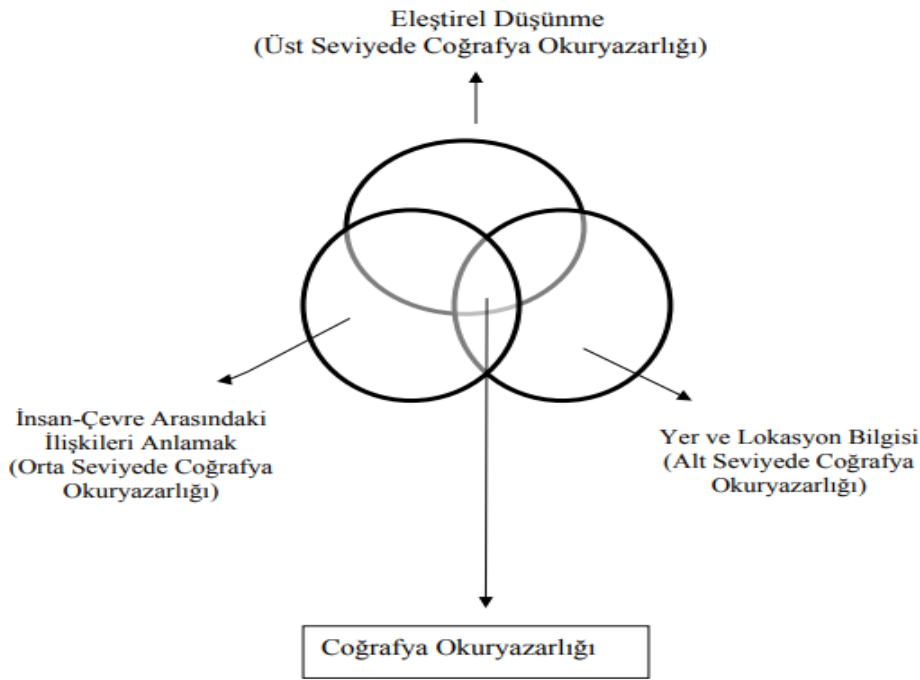 Eleştirel Düşünme
(Üst Seviyede Coğrafya Okuryazarlığı)
İnsan-Çevre Arasındaki
İlişkileri Anlamak
(Orta Seviyede Coğrafya
Okuryazarlığı)
Yer ve Lokasyon Bilgisi
(Alt Seviyede Coğrafya
Okuryazarlığı)
Coğrafya Okuryazarlığı